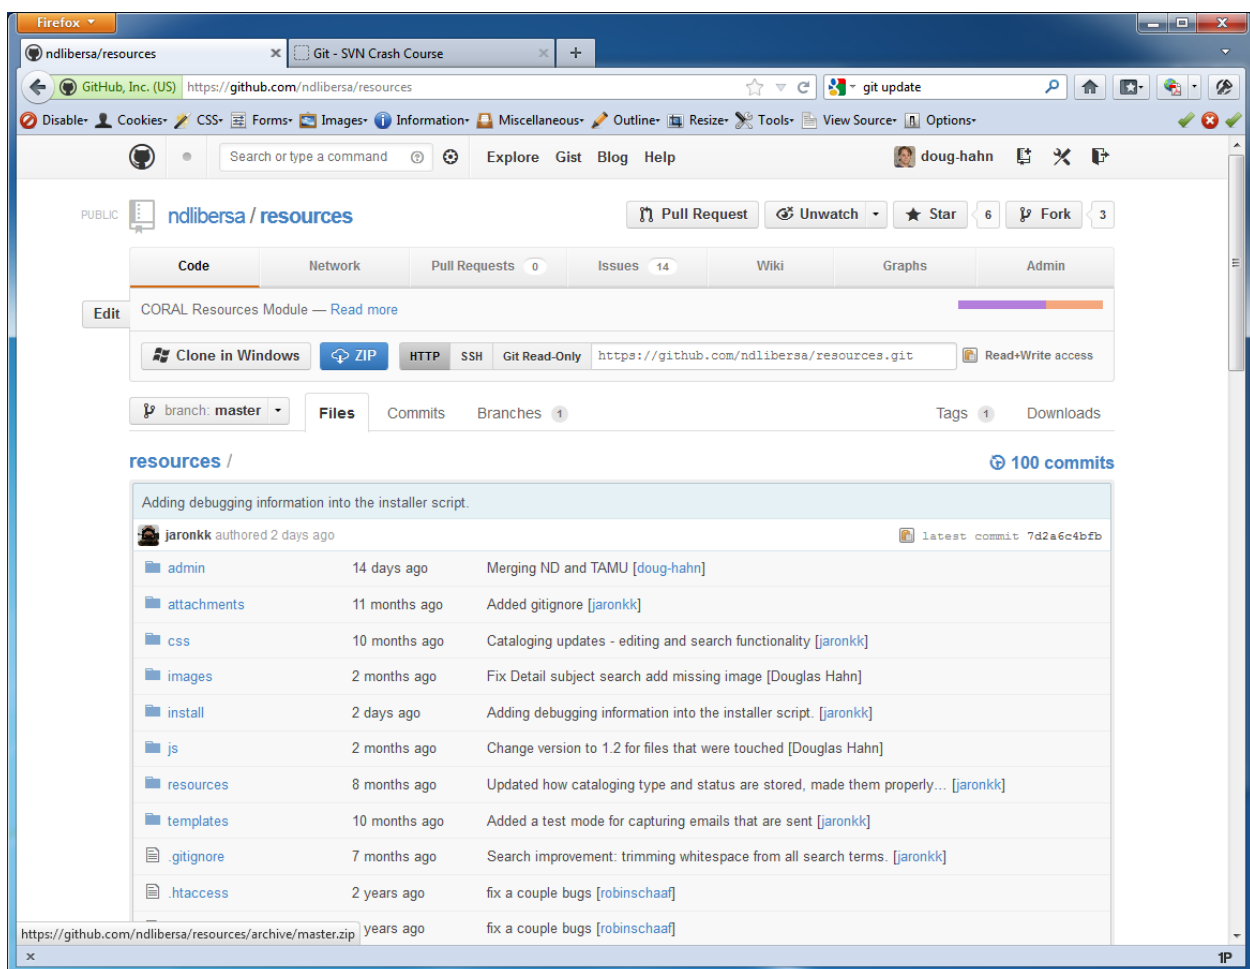 Firefox
ndlibersa/resources
Git - SVN Crash Course
GitHub, Inc. (US) https://github.com/ndlibersa/resources
git update
Disable Cookies CSS Forms Images Information Miscellaneous Outline Resize Tools View Source Options
Search or type a command
Explore Gist Blog Help
doug-hahn
PUBLIC
ndlibersa / resources
Pull Request Unwatch Star 6 Fork 3
Code Network Pull Requests 0 Issues 14 Wiki Graphs Admin
Edit
CORAL Resources Module — Read more
Clone in Windows ZIP HTTP SSH Git Read-Only https://github.com/ndlibersa/resources.git Read+Write access
branch: master Files Commits Branches 1 Tags 1 Downloads
resources / 100 commits
Adding debugging information into the installer script.
jaronkk authored 2 days ago latest commit 7d2a6c4bfb
admin 14 days ago Merging ND and TAMU [doug-hahn]
attachments 11 months ago Added gitignore [jaronkk]
css 10 months ago Cataloging updates - editing and search functionality [jaronkk]
images 2 months ago Fix Detail subject search add missing image [Douglas Hahn]
install 2 days ago Adding debugging information into the installer script. [jaronkk]
js 2 months ago Change version to 1.2 for files that were touched [Douglas Hahn]
resources 8 months ago Updated how cataloging type and status are stored, made them properly… [jaronkk]
templates 10 months ago Added a test mode for capturing emails that are sent [jaronkk]
.gitignore 7 months ago Search improvement: trimming whitespace from all search terms. [jaronkk]
.htaccess 2 years ago fix a couple bugs [robinschaaf]
years ago fix a couple bugs [robinschaaf]
https://github.com/ndlibersa/resources/archive/master.zip
1P